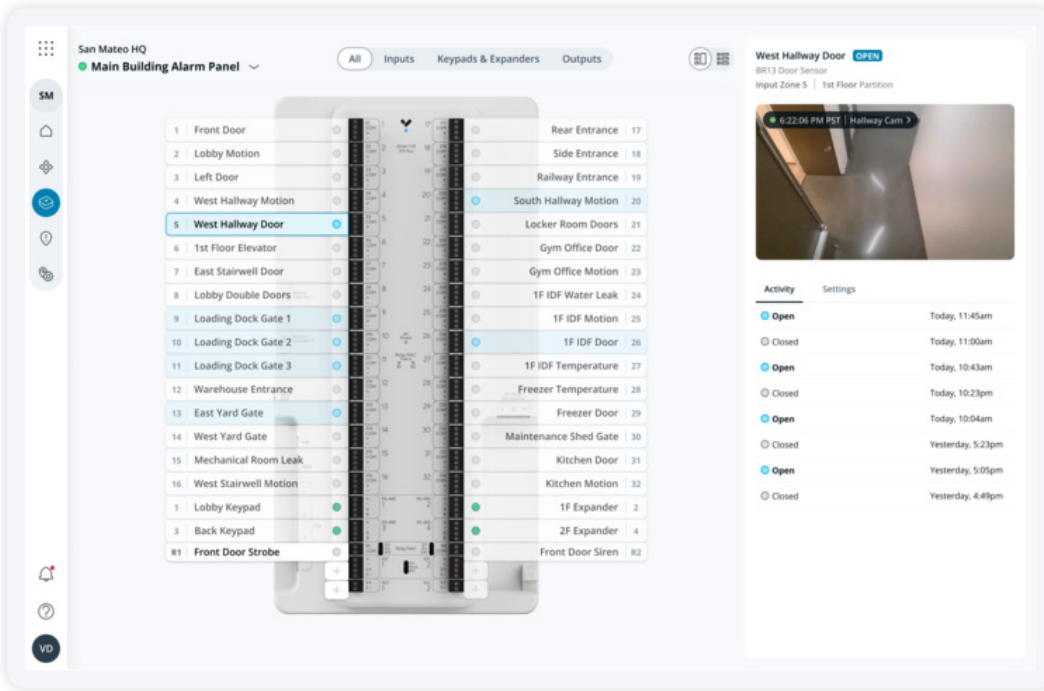 San Mateo HQ
Main Building Alarm Panel
All Inputs Keypads & Expanders Outputs
SM
VD
1 Front Door
2 Lobby Motion
3 Left Door
4 West Hallway Motion
5 West Hallway Door
6 1st Floor Elevator
7 East Stairwell Door
8 Lobby Double Doors
9 Loading Dock Gate 1
10 Loading Dock Gate 2
11 Loading Dock Gate 3
12 Warehouse Entrance
13 East Yard Gate
14 West Yard Gate
15 Mechanical Room Leak
16 West Stairwell Motion
1 Lobby Keypad
3 Back Keypad
R1 Front Door Strobe
Rear Entrance 17
Side Entrance 18
Railway Entrance 19
South Hallway Motion 20
Locker Room Doors 21
Gym Office Door 22
Gym Office Motion 23
1F IDF Water Leak 24
1F IDF Motion 25
1F IDF Door 26
1F IDF Temperature 27
Freezer Temperature 28
Freezer Door 29
Maintenance Shed Gate 30
Kitchen Door 31
Kitchen Motion 32
1F Expander 2
2F Expander 4
Front Door Siren R2
West Hallway Door OPEN
BR13 Door Sensor
Input Zone 5 | 1st Floor Partition
6:22:06 PM PST | Hallway Cam
Activity Settings
Open Today, 11:45am
Closed Today, 11:00am
Open Today, 10:43am
Closed Today, 10:23pm
Open Today, 10:04am
Closed Yesterday, 5:23pm
Open Yesterday, 5:05pm
Closed Yesterday, 4:49pm